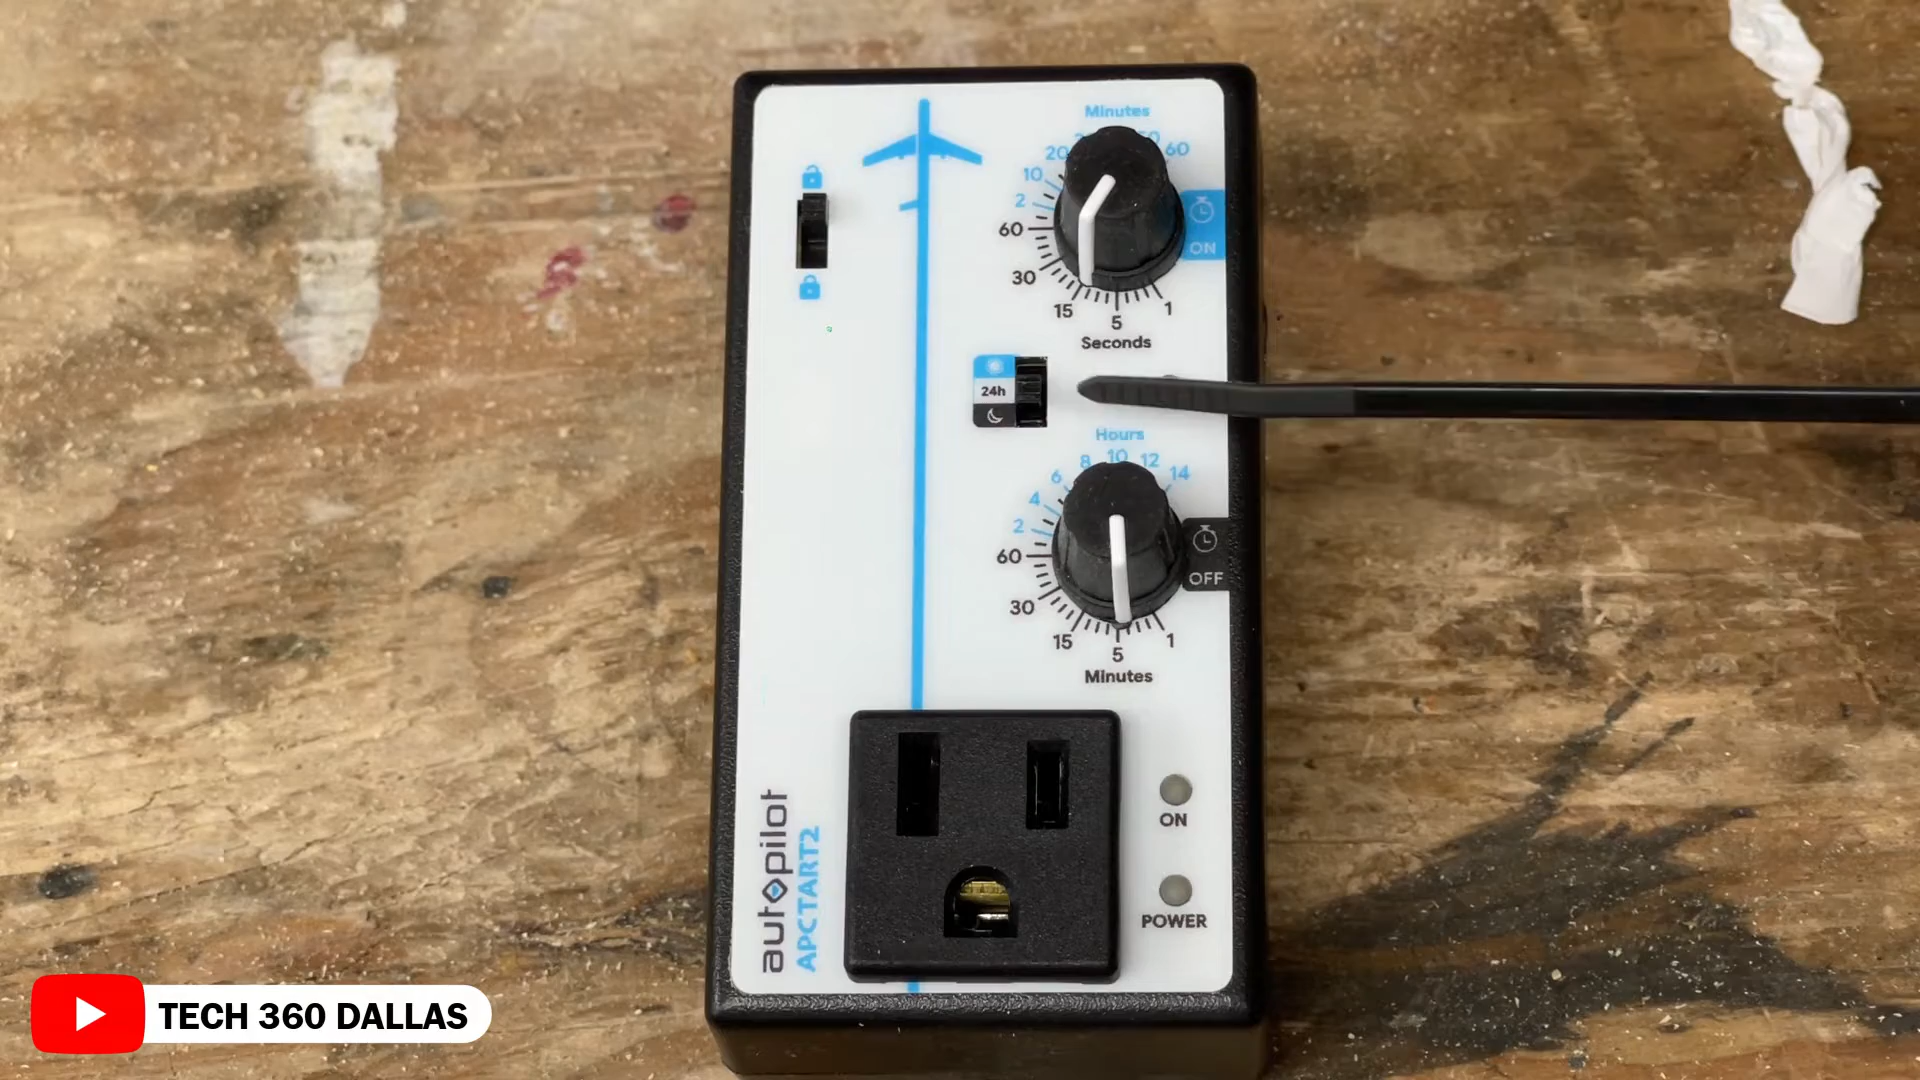 Minutes
20
60
10
2
60
30
15
5
1
Seconds
ON
24h
Hours
10
8
12
6
14
4
2
60
30
15
5
1
Minutes
OFF
ON
POWER
autopilot
APCTART2
TECH 360 DALLAS